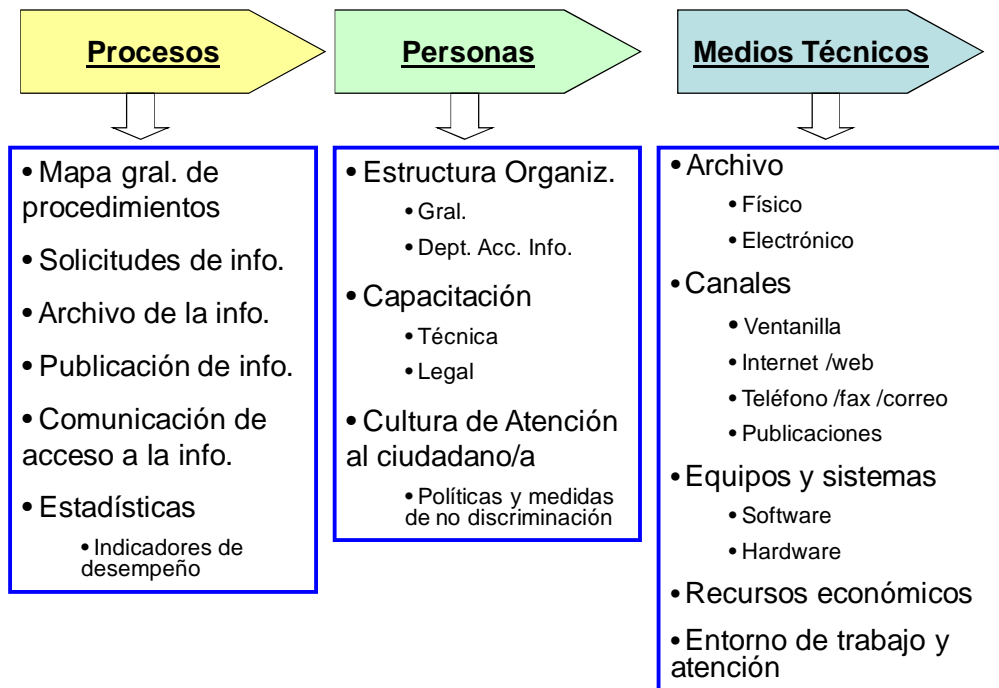 Procesos
Personas
Medios Técnicos
• Mapa gral. de
procedimientos
• Solicitudes de info.
• Archivo de la info.
• Publicación de info.
• Comunicación de
acceso a la info.
• Estadísticas
• Indicadores de
desempeño
• Estructura Organiz.
• Gral.
• Dept. Acc. Info.
• Capacitación
• Técnica
• Legal
• Cultura de Atención
al ciudadano/a
• Políticas y medidas
de no discriminación
• Archivo
• Físico
• Electrónico
• Canales
• Ventanilla
• Internet /web
• Teléfono /fax /correo
• Publicaciones
• Equipos y sistemas
• Software
• Hardware
• Recursos económicos
• Entorno de trabajo y
atención